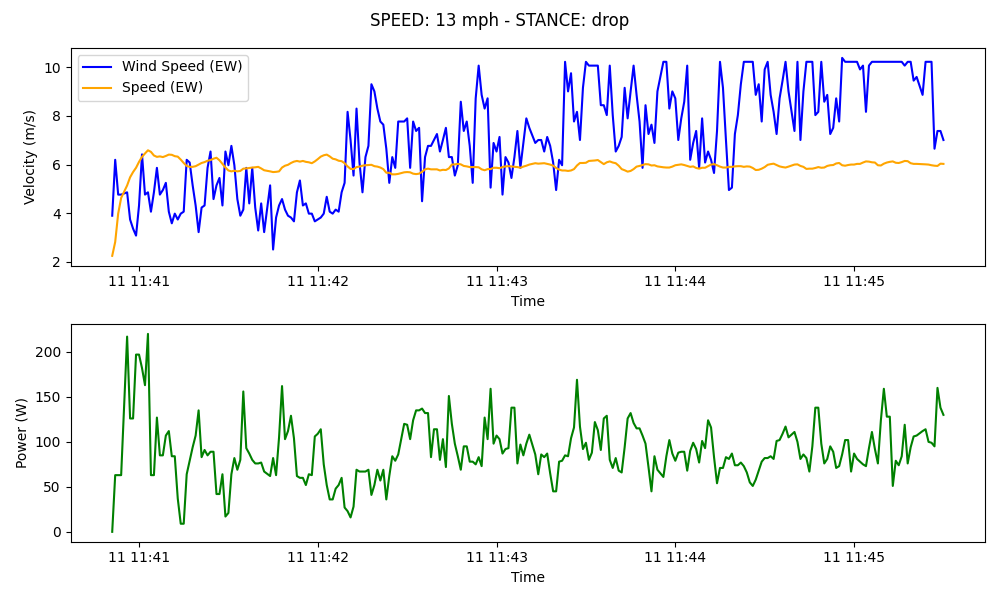 SPEED: 13 mph - STANCE: drop
Wind Speed (EW)
Speed (EW)
Velocity (m/s)
10
8
6
4
2
11 11:41 11 11:42 11 11:43 11 11:44 11 11:45
Time
Power (W)
200
150
100
50
0
11 11:41 11 11:42 11 11:43 11 11:44 11 11:45
Time